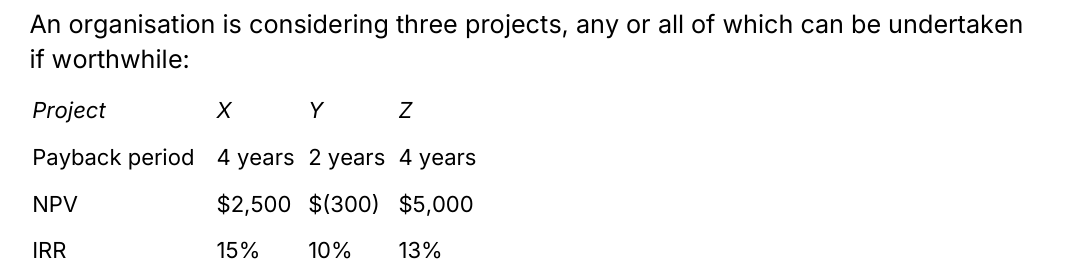 An organisation is considering three projects, any or all of which can be undertaken
if worthwhile:
Project X Y Z
Payback period 4 years 2 years 4 years
NPV $2,500 $(300) $5,000
IRR 15% 10% 13%